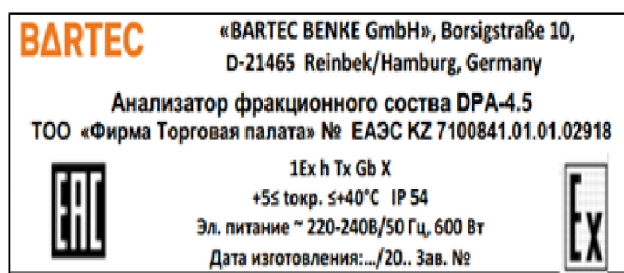 BARTEC
«BARTEC BENKE GmbH», Borsigstraße 10,
D-21465 Reinbek/Hamburg, Germany
Анализатор фракционного соства DPA-4.5
ТОО «Фирма Торговая палата» № ЕАЭС KZ 7100841.01.01.02918
1Ex h Tx Gb X
+5≤ tокр. ≤+40°C IP 54
Эл. питание ~ 220-240В/50 Гц, 600 Вт
Дата изготовления:.../20.. Зав. №
EAC
Ex